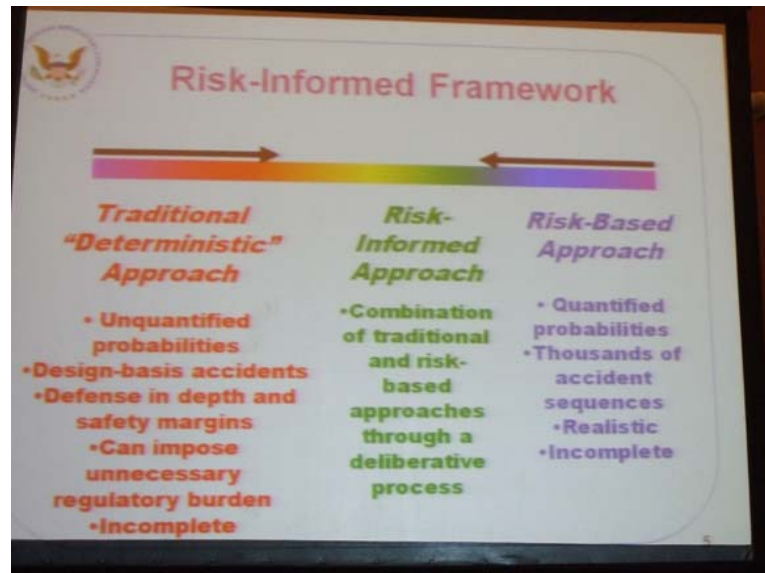 Risk-Informed Framework
Traditional
“Deterministic”
Approach
• Unquantified
probabilities
•Design-basis accidents
•Defense in depth and
safety margins
•Can impose
unnecessary
regulatory burden
•Incomplete
Risk-
Informed
Approach
•Combination
of traditional
and risk-
based
approaches
through a
deliberative
process
Risk-Based
Approach
• Quantified
probabilities
•Thousands of
accident
sequences
•Realistic
•Incomplete
5